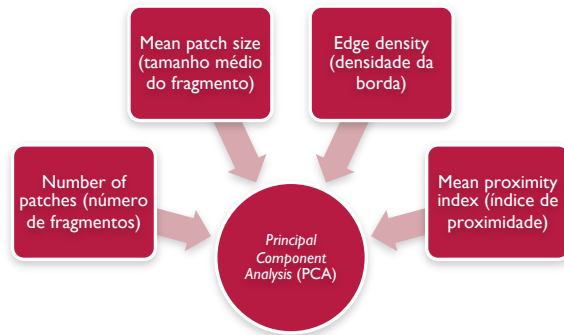 Mean patch size
(tamanho médio
do fragmento)
Edge density
(densidade da
borda)
Number of
patches (número
de fragmentos)
Mean proximity
index (índice de
proximidade)
Principal
Component
Analysis (PCA)